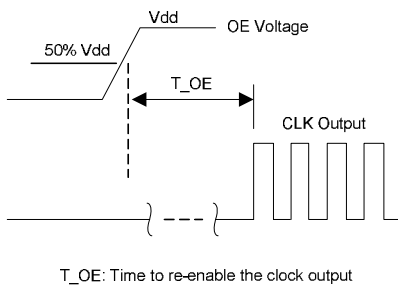 Vdd
OE Voltage
50% Vdd
T_OE
CLK Output
T_OE: Time to re-enable the clock output